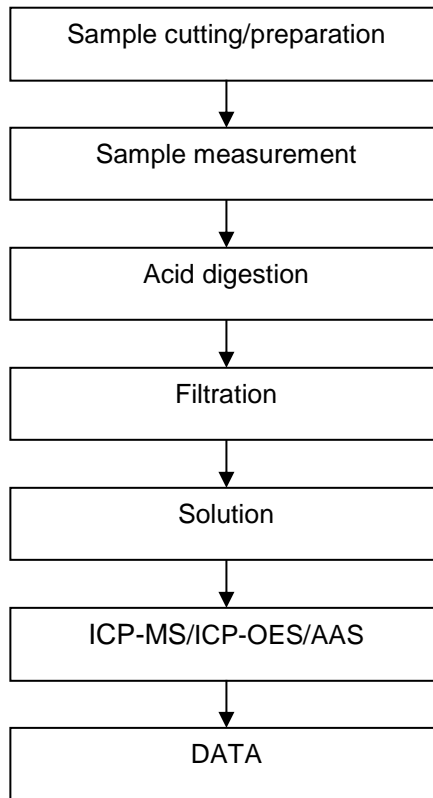 Sample cutting/preparation
Sample measurement
Acid digestion
Filtration
Solution
ICP-MS/ICP-OES/AAS
DATA